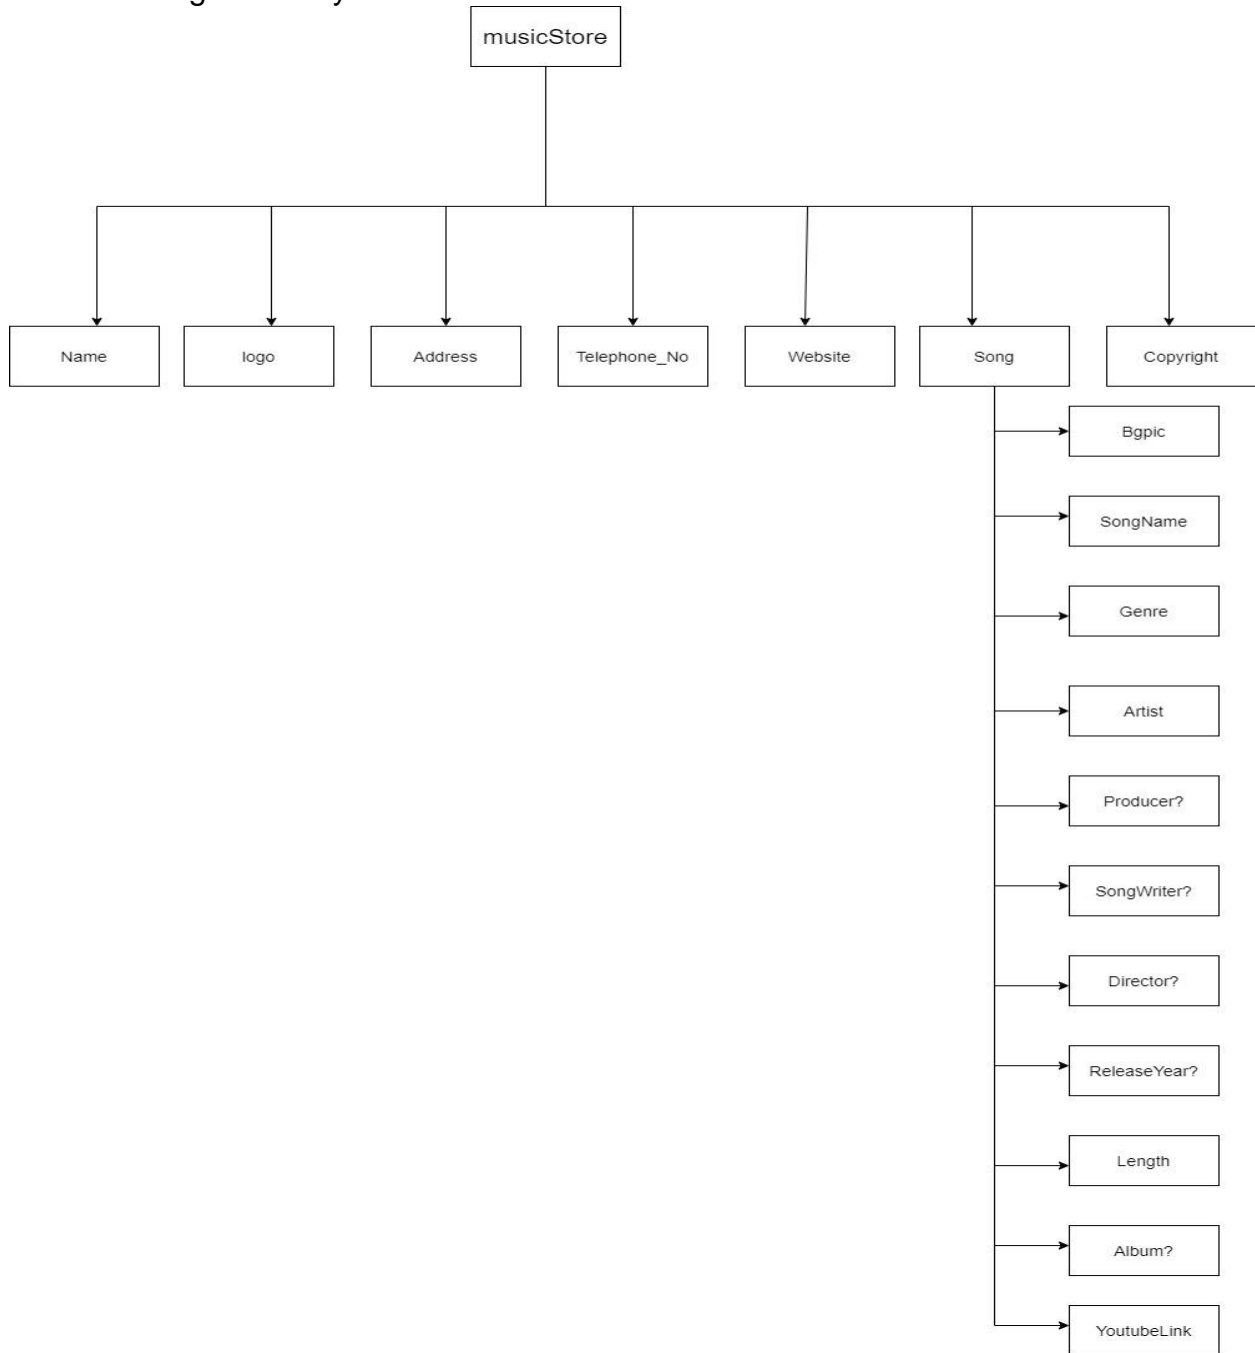 musicStore
Name logo Address Telephone_No Website Song Copyright
Bgpic
SongName
Genre
Artist
Producer?
SongWriter?
Director?
ReleaseYear?
Length
Album?
YoutubeLink